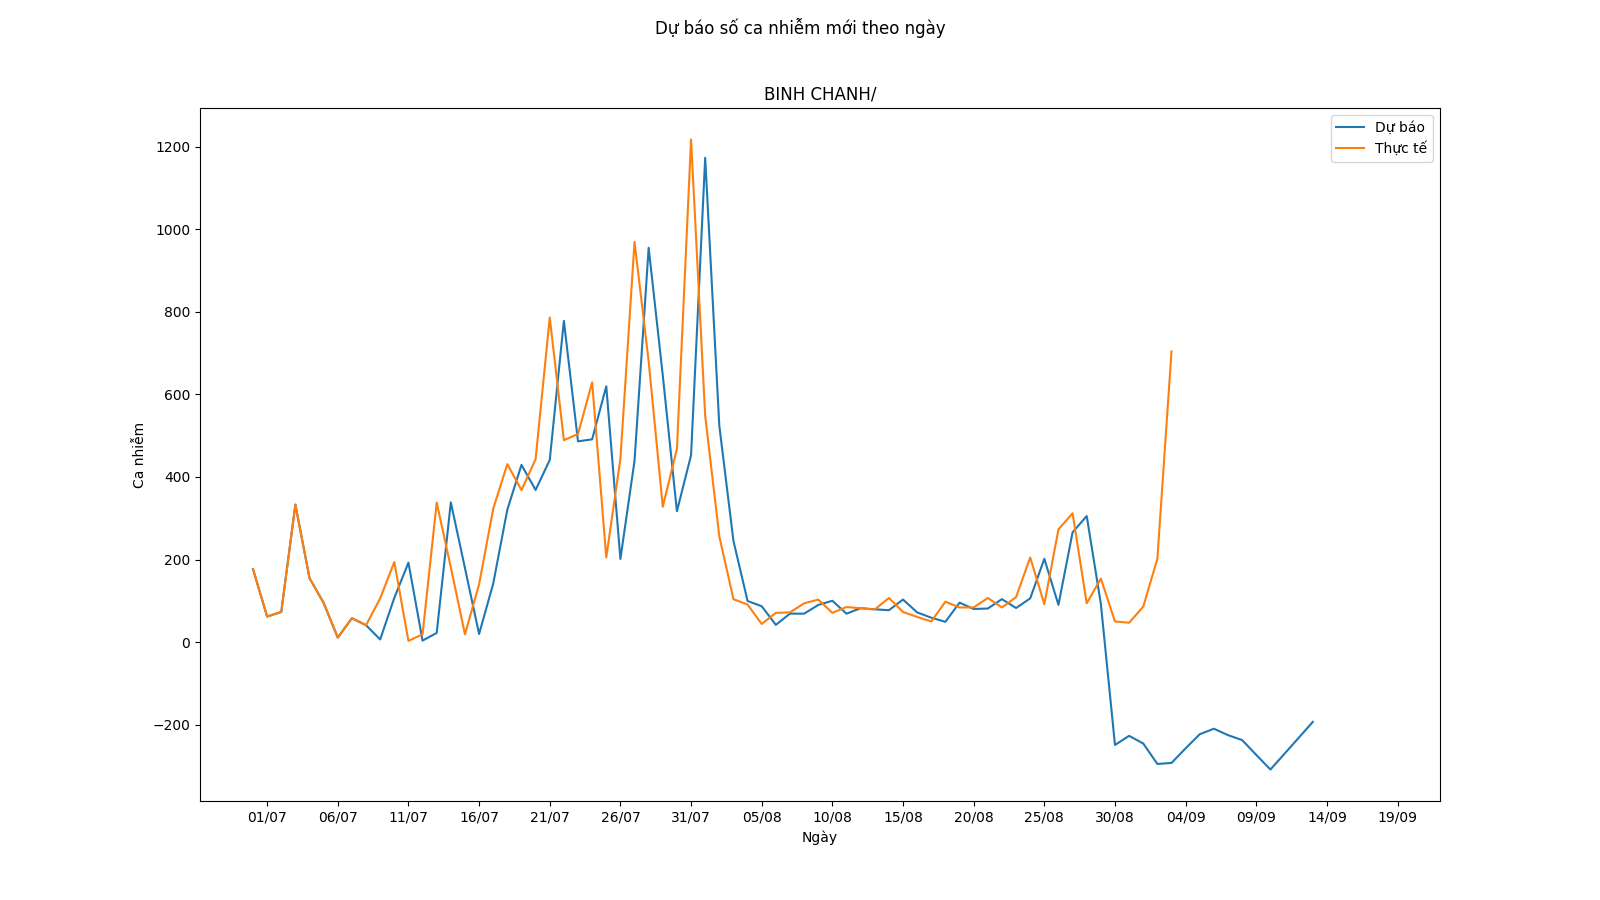 Dự báo số ca nhiễm mới theo ngày
BINH CHANH/
Dự báo
Thực tế
1200
1000
800
600
400
200
0
−200
Ca nhiễm
01/07 06/07 11/07 16/07 21/07 26/07 31/07 05/08 10/08 15/08 20/08 25/08 30/08 04/09 09/09 14/09 19/09
Ngày